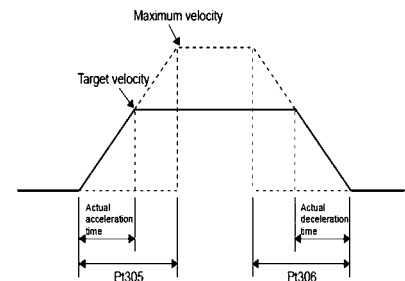 Maximum velocity
Target velocity
Actual
acceleration
time
Actual
deceleration
time
Pt305
Pt306